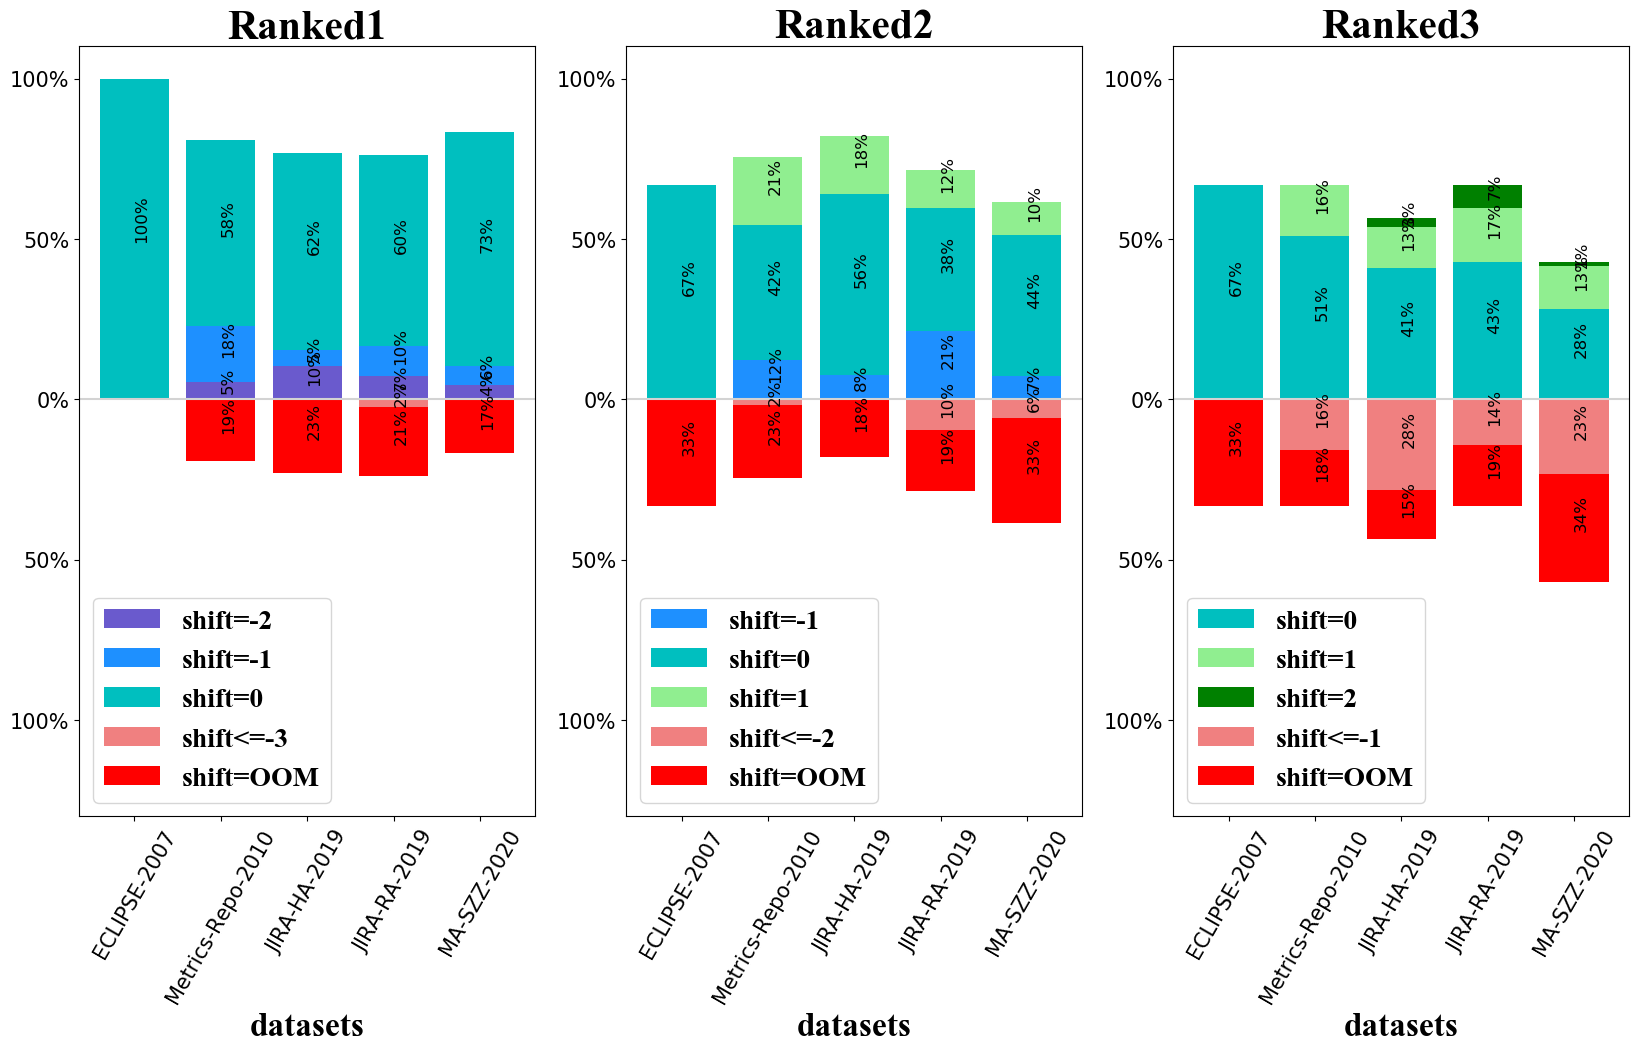 Ranked1
100%
50%
0%
50%
100%
100%
58%
18%
5%
19%
62%
10%
23%
60%
10%
7%
2%
21%
73%
6%
4%
17%
shift=-2
shift=-1
shift=0
shift<=-3
shift=OOM
ECLIPSE-2007
Metrics-Repo-2010
JIRA-HA-2019
JIRA-RA-2019
MA-SZZ-2020
datasets
Ranked2
100%
50%
0%
50%
100%
67%
33%
21%
42%
12%
2%
23%
18%
56%
8%
18%
12%
38%
21%
10%
19%
10%
44%
7%
6%
33%
shift=-1
shift=0
shift=1
shift<=-2
shift=OOM
ECLIPSE-2007
Metrics-Repo-2010
JIRA-HA-2019
JIRA-RA-2019
MA-SZZ-2020
datasets
Ranked3
100%
50%
0%
50%
100%
67%
33%
16%
51%
16%
18%
13%
41%
28%
15%
7%
17%
43%
14%
19%
13%
28%
23%
34%
shift=0
shift=1
shift=2
shift<=-1
shift=OOM
ECLIPSE-2007
Metrics-Repo-2010
JIRA-HA-2019
JIRA-RA-2019
MA-SZZ-2020
datasets